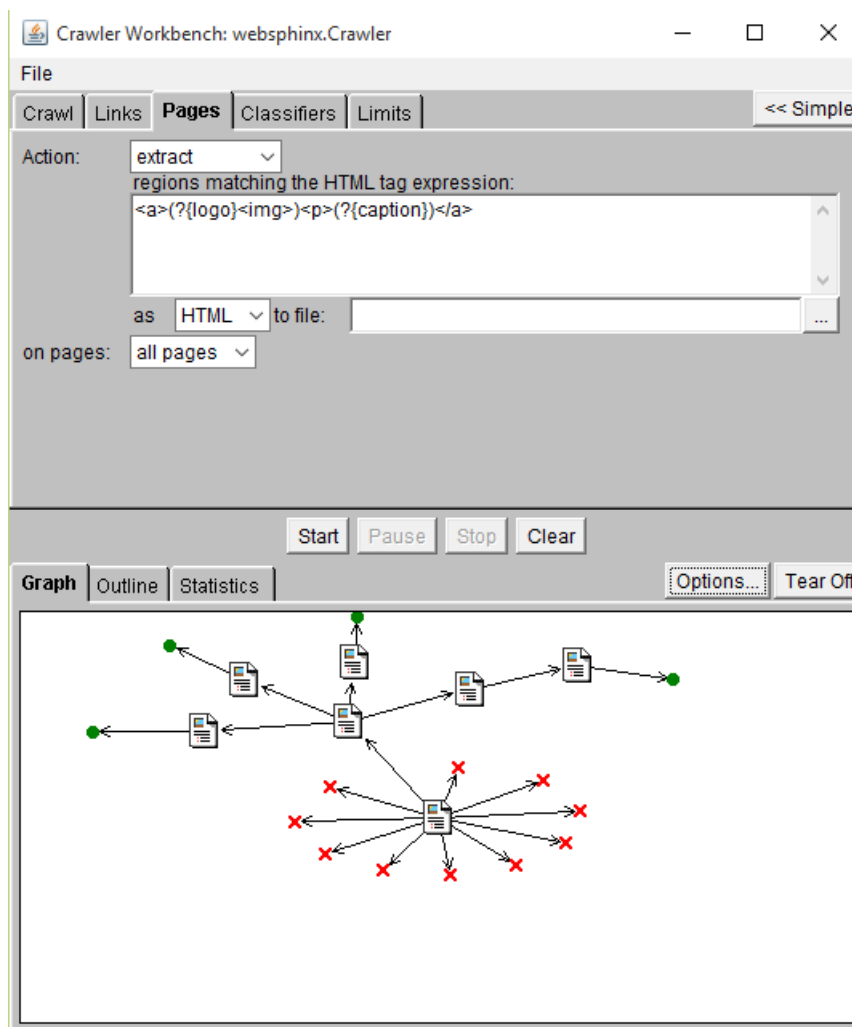 Crawler Workbench: websphinx.Crawler
File
Crawl Links Pages Classifiers Limits << Simple
Action: extract
regions matching the HTML tag expression:
<a>(?{logo}<img>)<p>(?{caption})</a>
as HTML to file: ...
on pages: all pages
Start Pause Stop Clear
Graph Outline Statistics Options... Tear Off